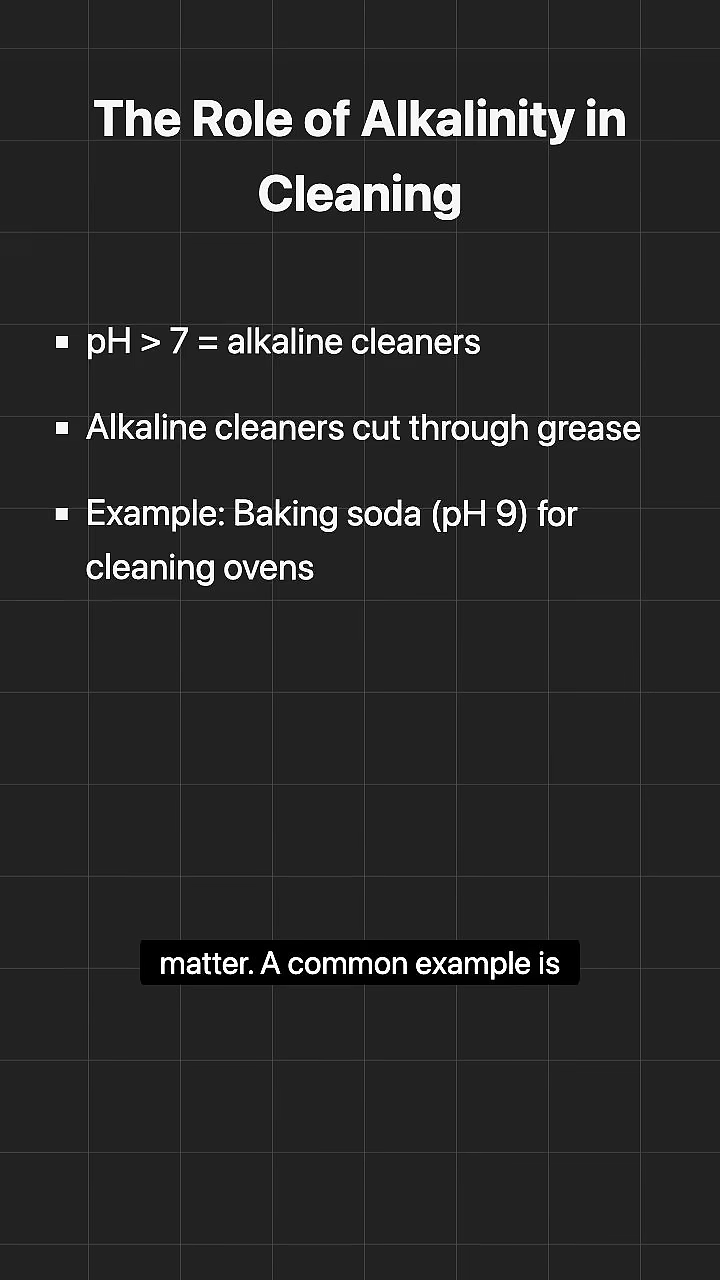 The Role of Alkalinity in
Cleaning
▪ pH > 7 = alkaline cleaners
▪ Alkaline cleaners cut through grease
▪ Example: Baking soda (pH 9) for
cleaning ovens
matter. A common example is